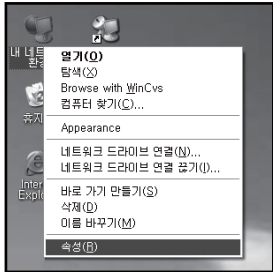 내 네트
환경
휴지
Inter
Explo
열기(O)
탐색(X)
Browse with WinCvs
컴퓨터 찾기(C)...
Appearance
네트워크 드라이브 연결(N)...
네트워크 드라이브 연결 끊기(I)...
바로 가기 만들기(S)
삭제(D)
이름 바꾸기(M)
속성(R)